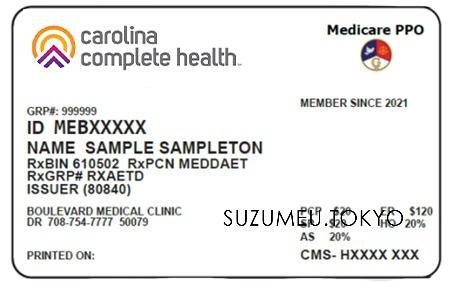 carolina
complete health™
Medicare PPO
G
MEMBER SINCE 2021
GRP#: 999999
ID MEBXXXXX
NAME SAMPLE SAMPLETON
RxBIN 610502 RxPCN MEDDAET
RxGRP# RXAETD
ISSUER (80840)
BOULEVARD MEDICAL CLINIC
DR 708-754-7777 50079
PCP $20 ER $120
$20 HO 20%
AS 20%
SUZUMEU.TOKYO
PRINTED ON:
CMS- HXXXX XXX